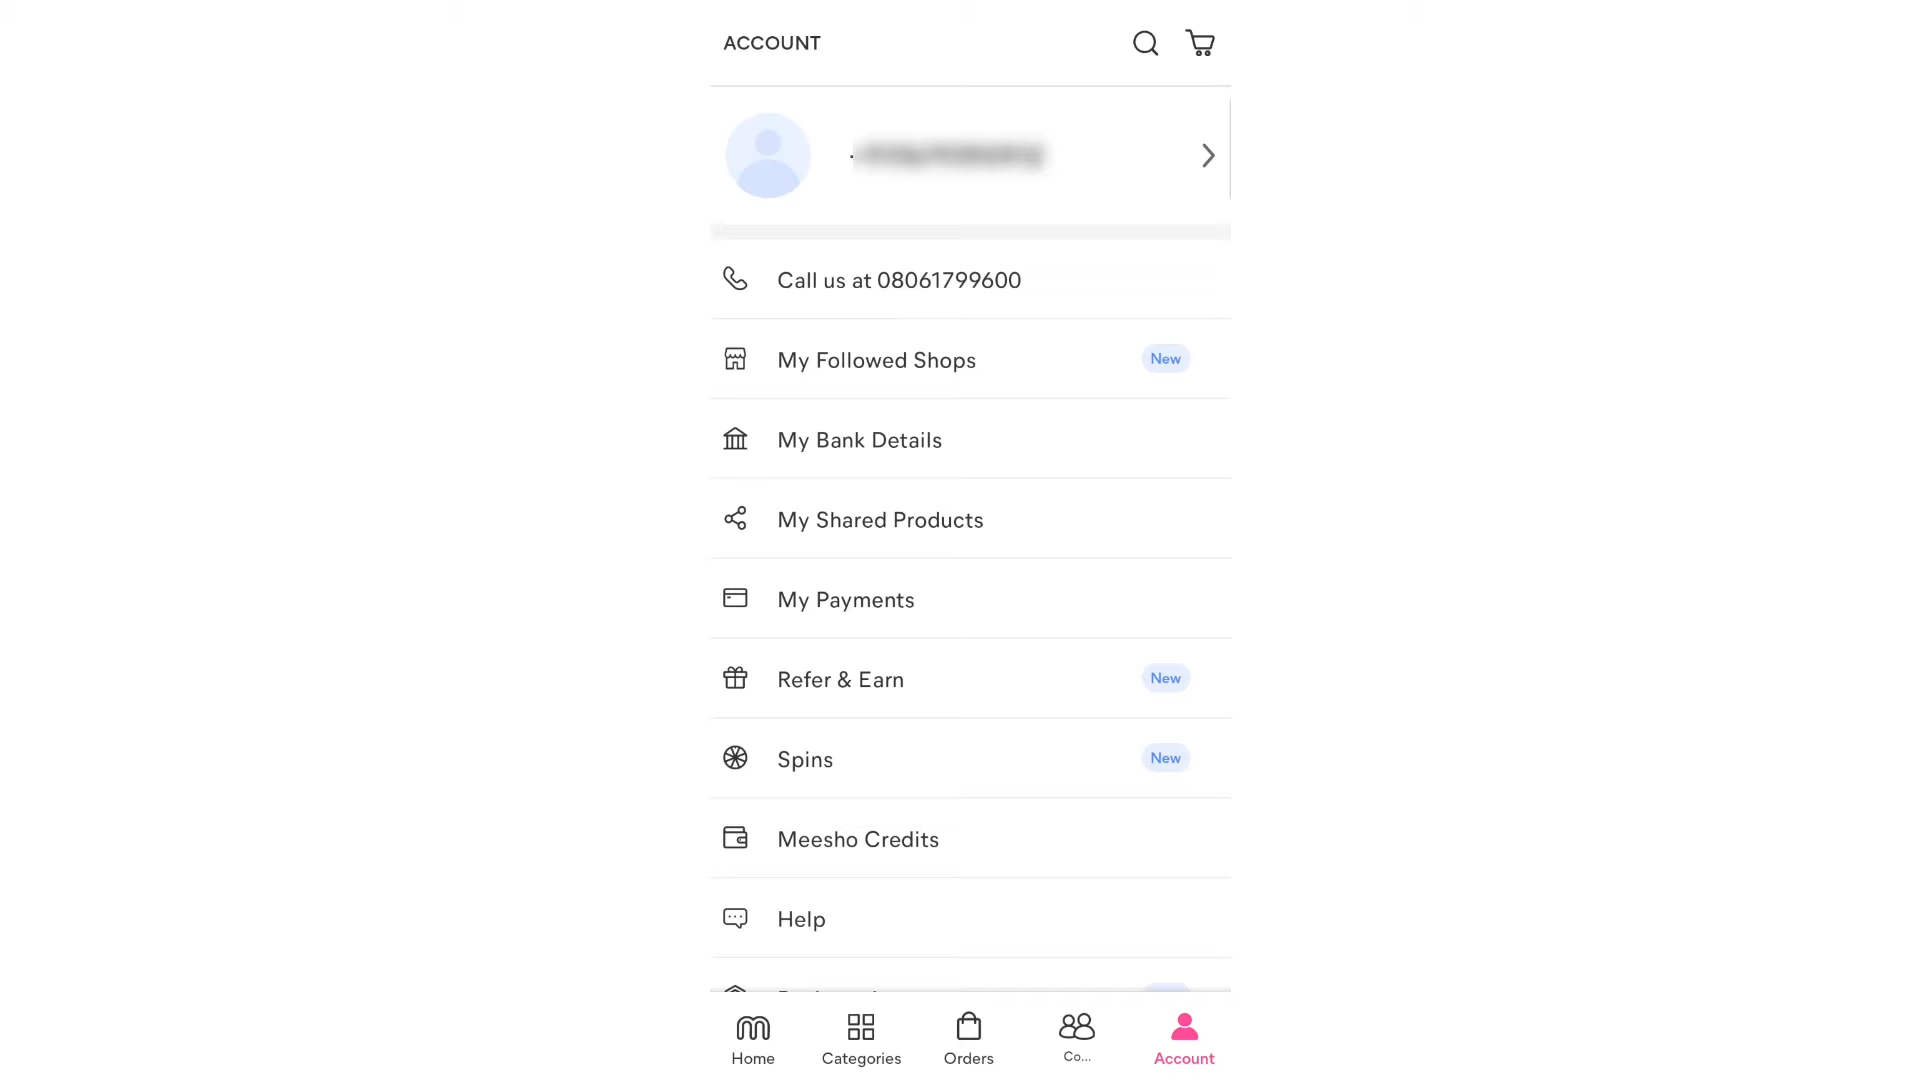 ACCOUNT
Call us at 08061799600
My Followed Shops New
My Bank Details
My Shared Products
My Payments
Refer & Earn New
Spins New
Meesho Credits
Help
Home Categories Orders Co... Account